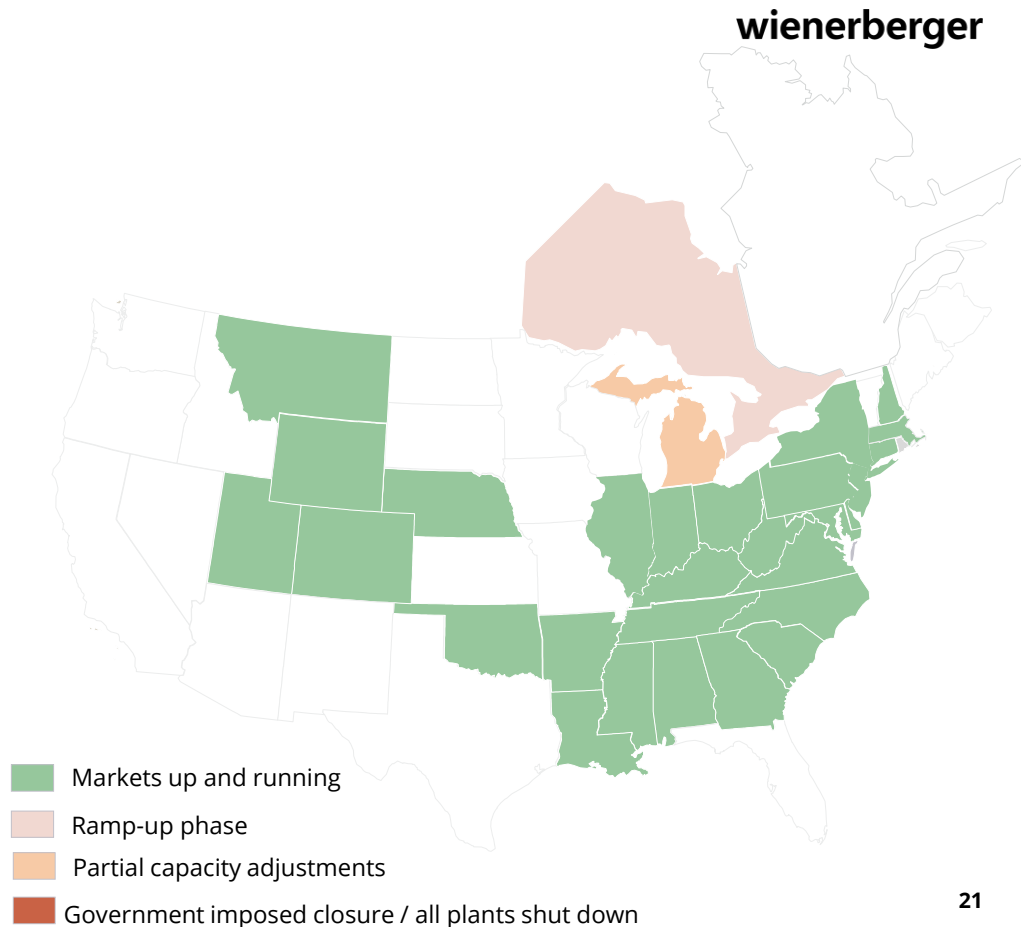 wienerberger
Markets up and running
Ramp-up phase
Partial capacity adjustments
Government imposed closure / all plants shut down
21